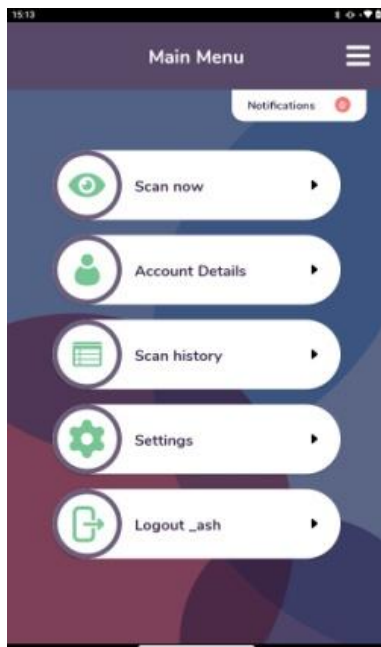 15:13
Main Menu
Notifications
Scan now
Account Details
Scan history
Settings
Logout _ash